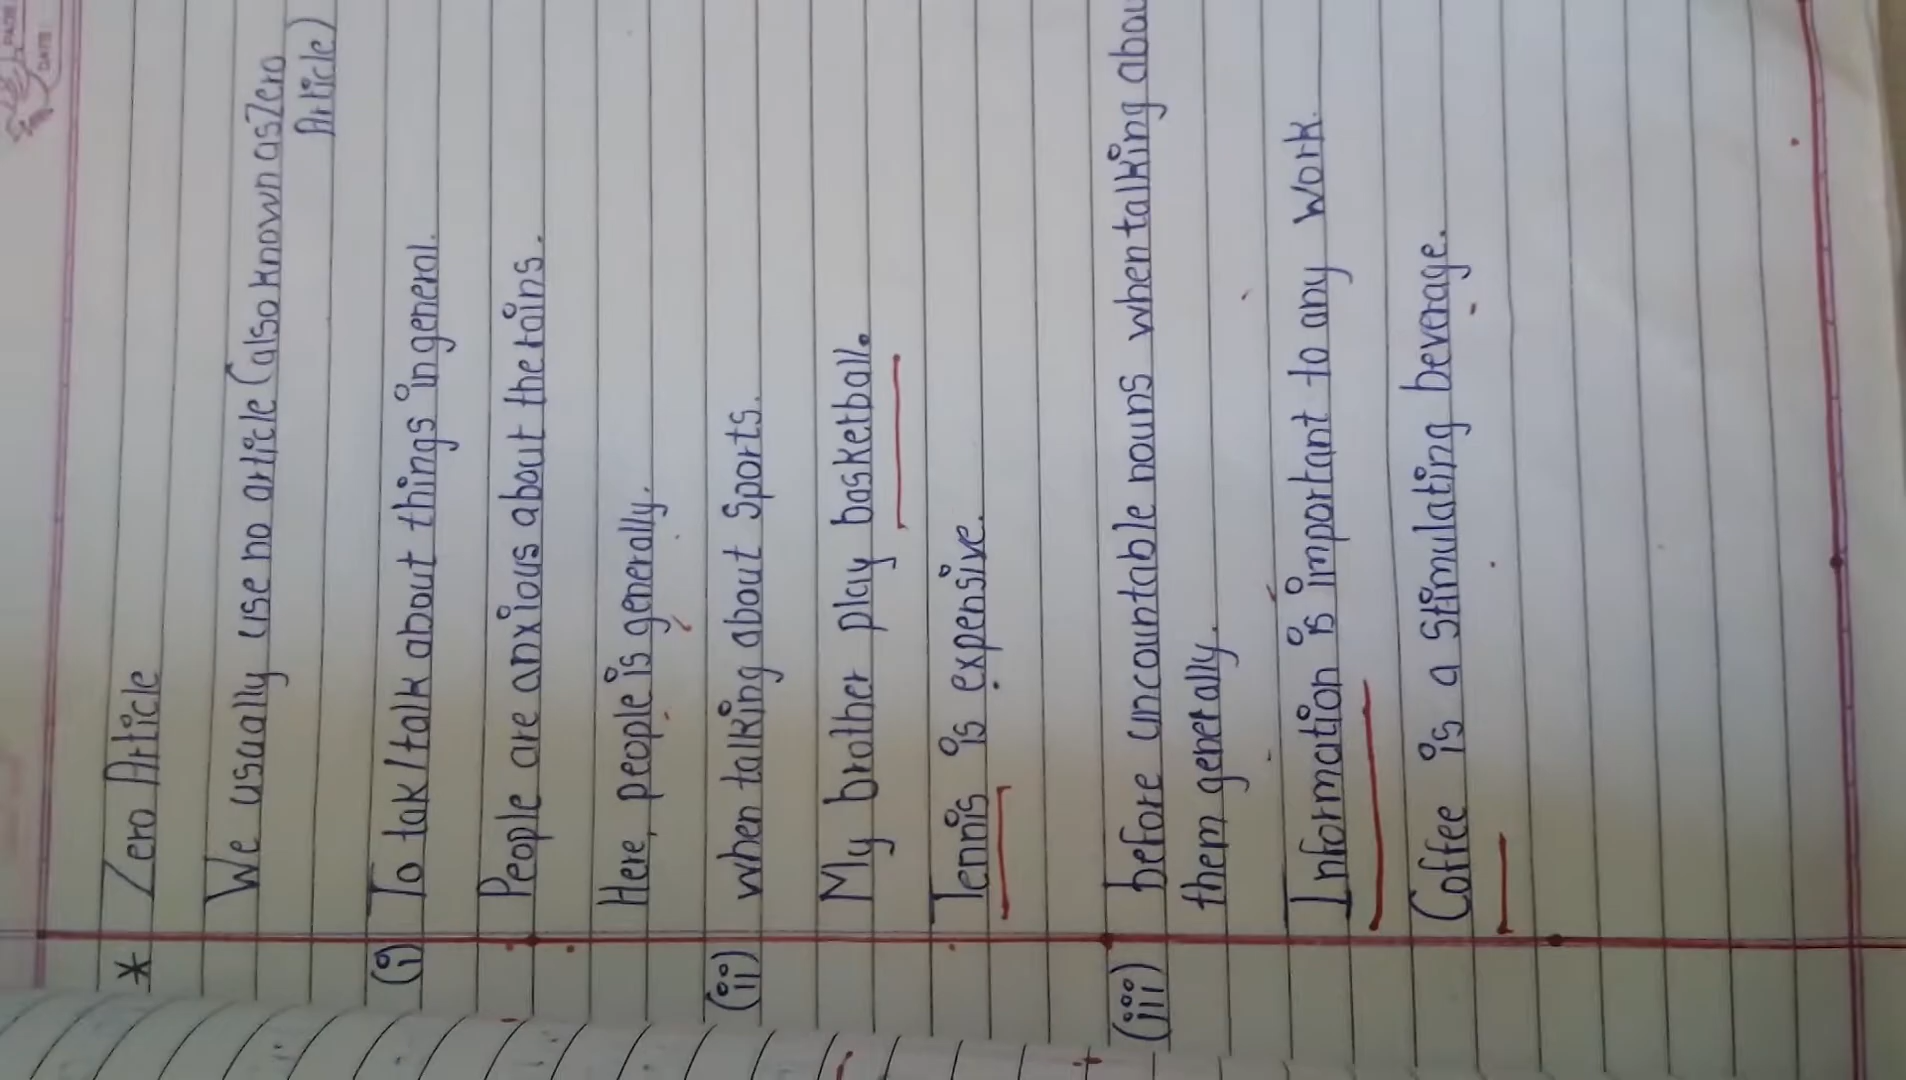 PAGE
DATE
* Zero Article
We usually use no article (also known as Zero
Article)
(i) To tak/talk about things in general.
People are anxious about the rains.
Here, people is generally.
(ii) when talking about Sports.
My brother play basketball.
Tennis is expensive.
(iii) before uncountable nouns when talking abou
them generally.
Information is important to any work.
Coffee is a stimulating beverage.